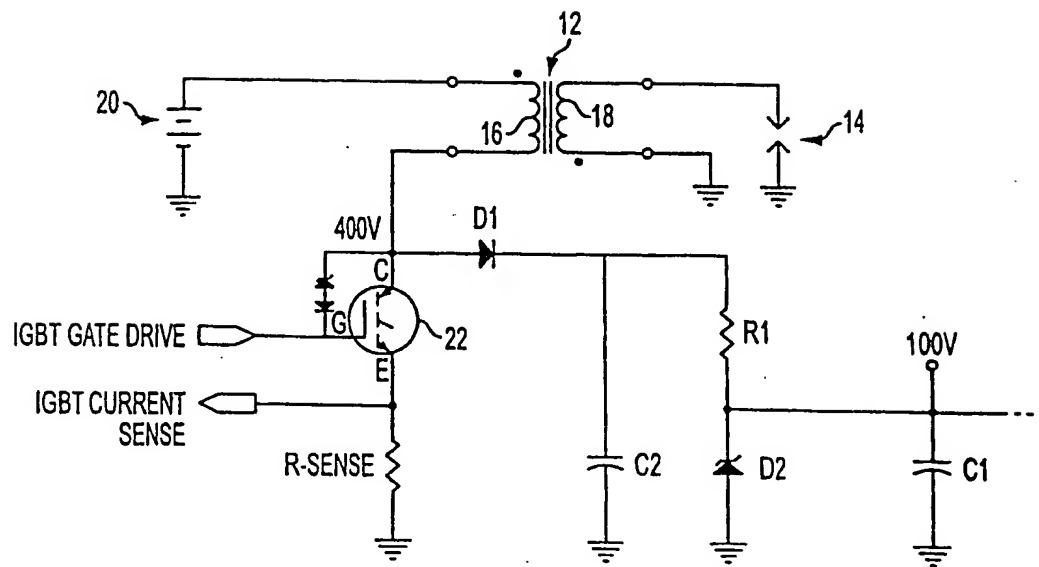 12
20
16
18
14
D1
400V
C
G
22
R1
IGBT GATE DRIVE
100V
E
IGBT CURRENT
SENSE
R-SENSE
C2
D2
C1